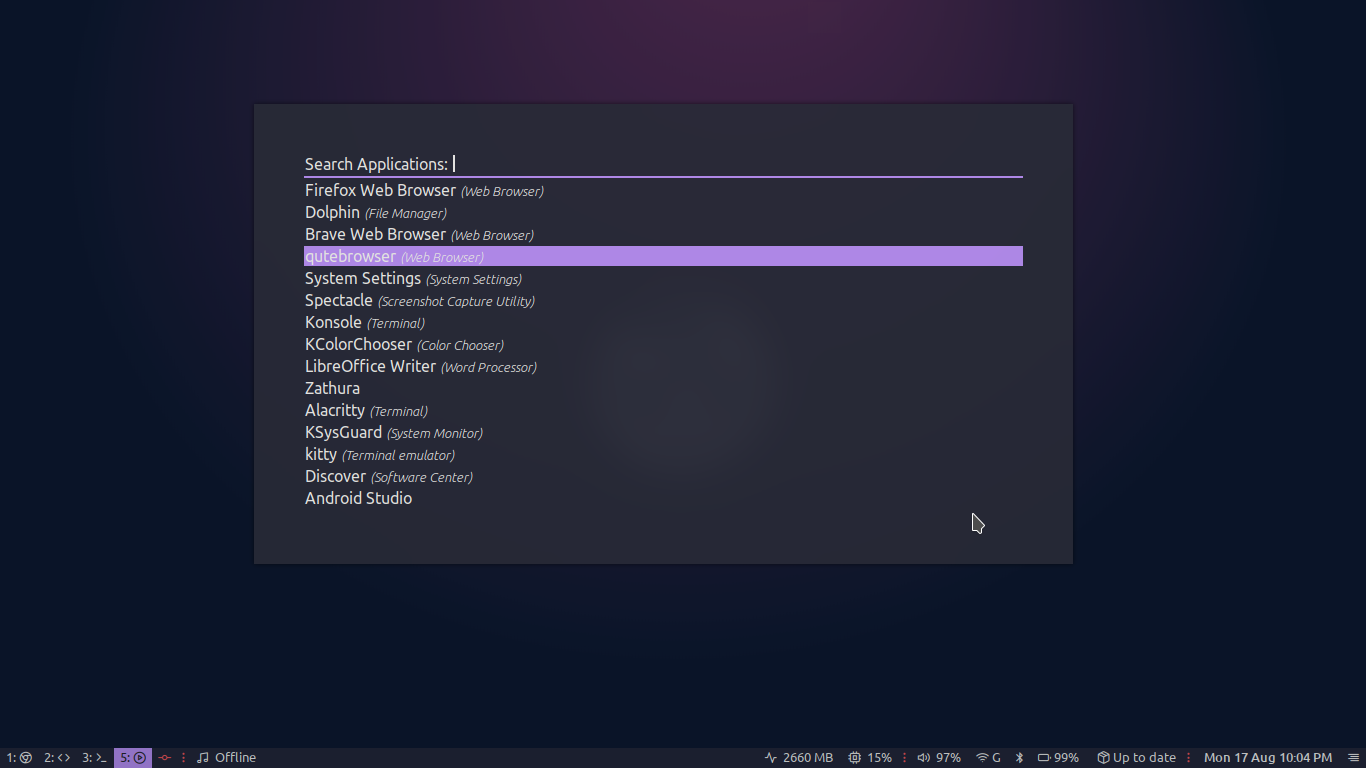 Search Applications:
Firefox Web Browser (Web Browser)
Dolphin (File Manager)
Brave Web Browser (Web Browser)
qutebrowser (Web Browser)
System Settings (System Settings)
Spectacle (Screenshot Capture Utility)
Konsole (Terminal)
KColorChooser (Color Chooser)
LibreOffice Writer (Word Processor)
Zathura
Alacritty (Terminal)
KSysGuard (System Monitor)
kitty (Terminal emulator)
Discover (Software Center)
Android Studio
1: 2: 3: 5: Offline 2660 MB 15% 97% G 99% Up to date Mon 17 Aug 10:04 PM